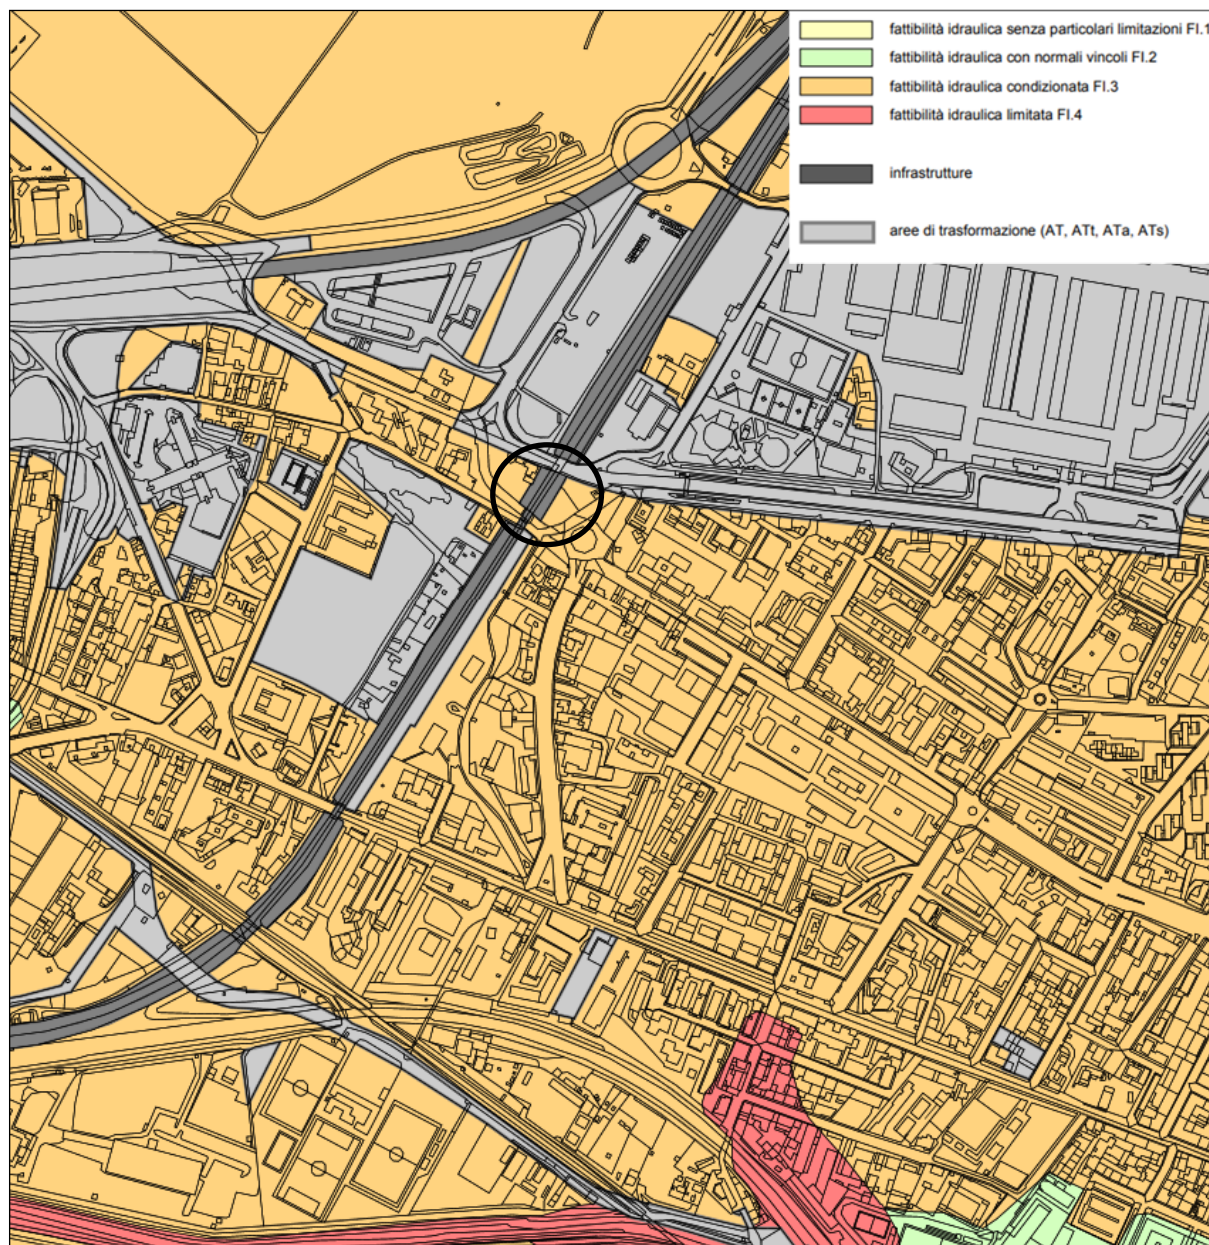 fattibilità idraulica senza particolari limitazioni FI.1
fattibilità idraulica con normali vincoli FI.2
fattibilità idraulica condizionata FI.3
fattibilità idraulica limitata FI.4
infrastrutture
aree di trasformazione (AT, ATt, ATa, ATs)